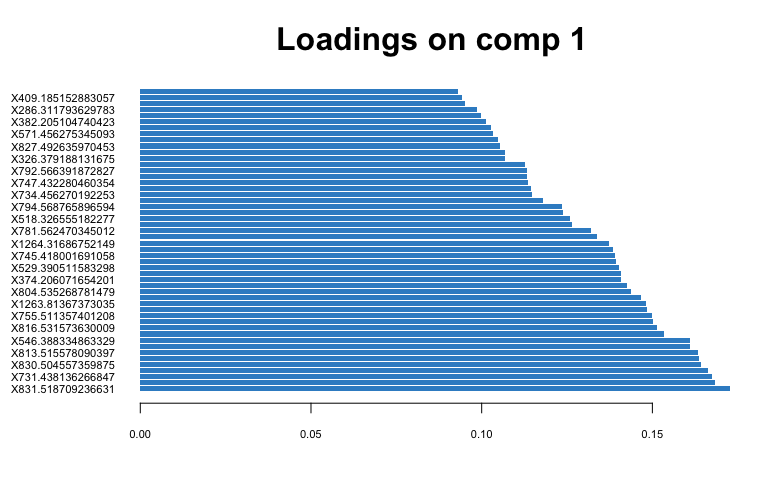 Loadings on comp 1
X409.185152883057
X286.311793629783
X382.205104740423
X571.456275345093
X827.492635970453
X326.379188131675
X792.566391872827
X747.432280460354
X734.456270192253
X794.568765896594
X518.326555182277
X781.562470345012
X1264.31686752149
X745.418001691058
X529.390511583298
X374.206071654201
X804.535268781479
X1263.81367373035
X755.511357401208
X816.531573630009
X546.388334863329
X813.515578090397
X830.504557359875
X731.438136266847
X831.518709236631
0.00 0.05 0.10 0.15